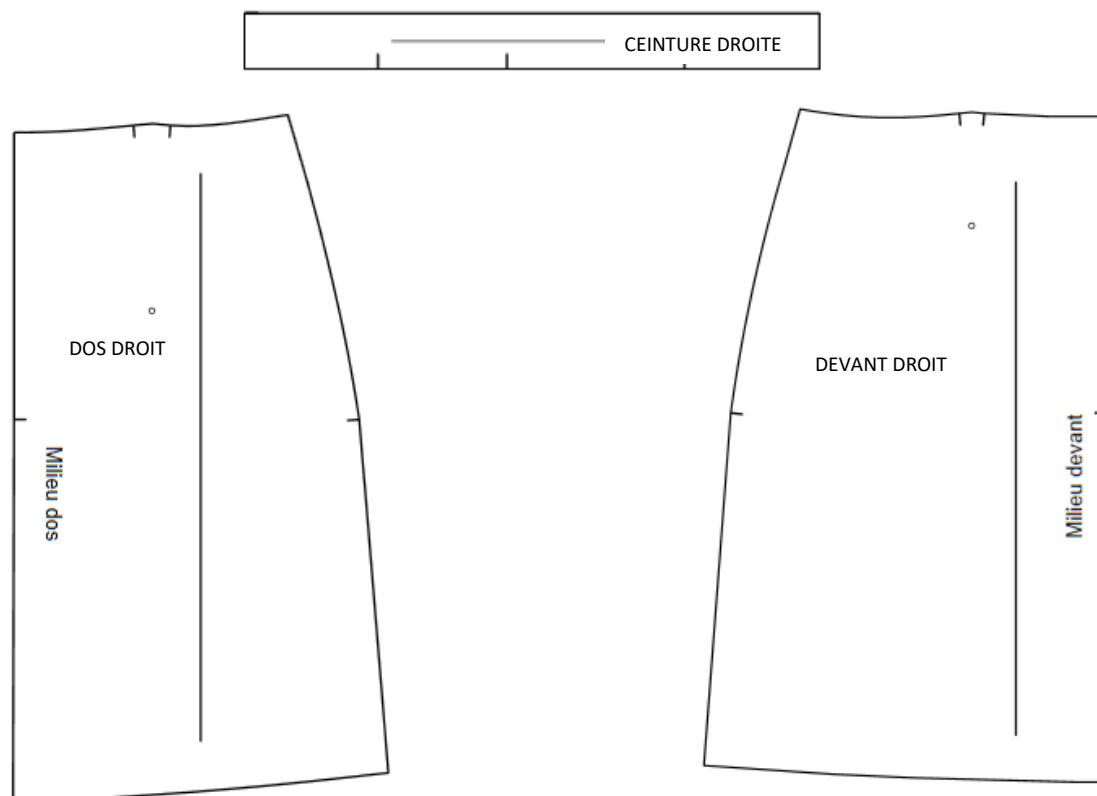 CEINTURE DROITE
DOS DROIT
DEVANT DROIT
Milieu dos
Milieu devant